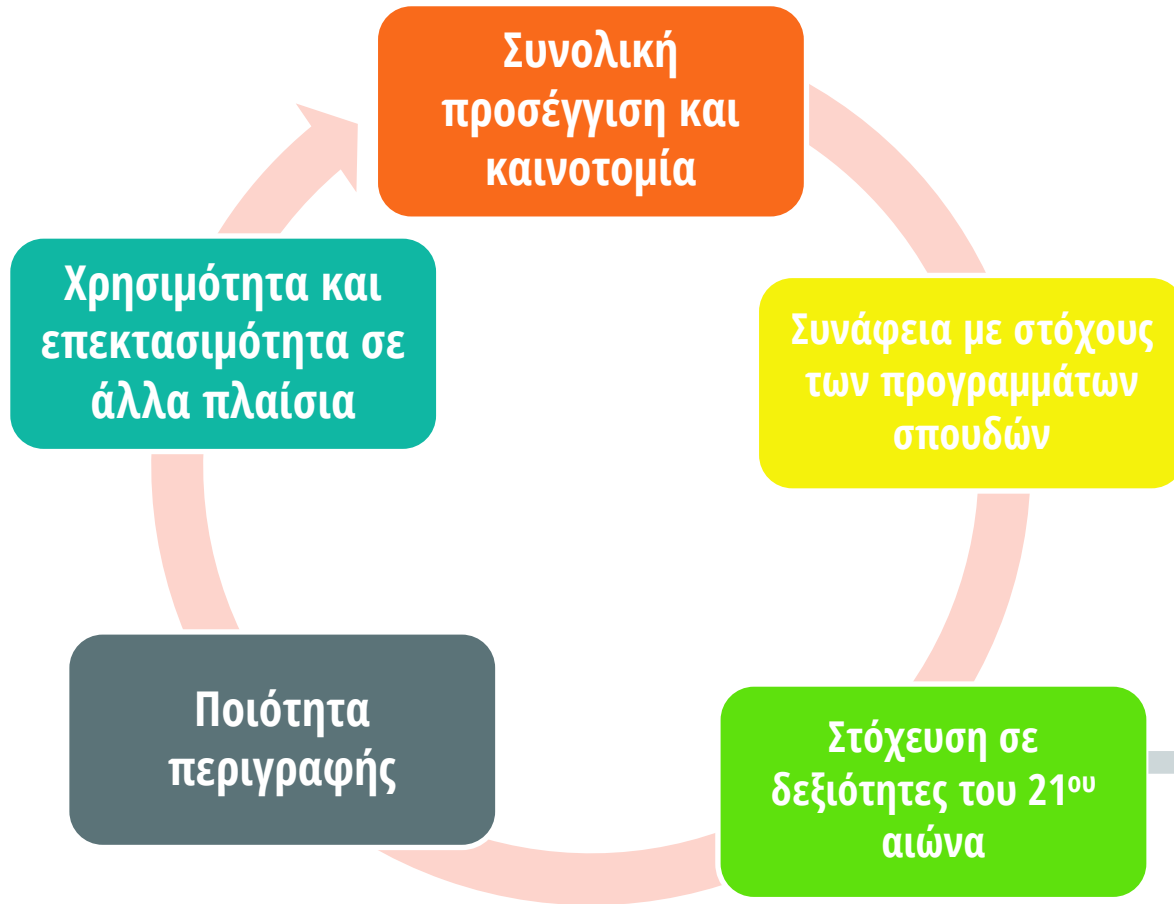 Συνολική
προσέγγιση και
καινοτομία
Συνάφεια με στόχους
των προγραμμάτων
σπουδών
Στόχευση σε
δεξιότητες του 21ου
αιώνα
Ποιότητα
περιγραφής
Χρησιμότητα και
επεκτασιμότητα σε
άλλα πλαίσια